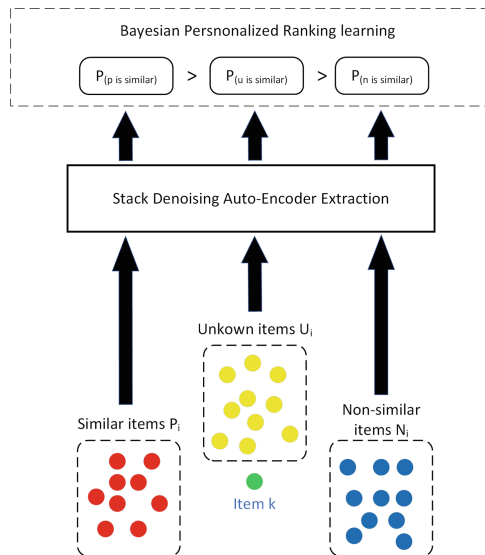 Bayesian Persnonalized Ranking learning
P(p is similar) > P(u is similar) > P(n is similar)
Stack Denoising Auto-Encoder Extraction
Unkown items Ui
Similar items Pi
Non-similar
items Ni
Item k